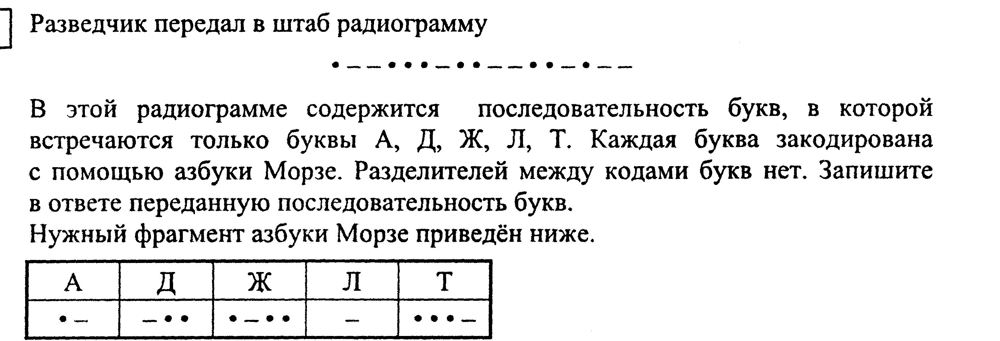 Разведчик передал в штаб радиограмму
• – – • • • – • • – – • • – • – –
В этой радиограмме содержится последовательность букв, в которой
встречаются только буквы А, Д, Ж, Л, Т. Каждая буква закодирована
с помощью азбуки Морзе. Разделителей между кодами букв нет. Запишите
в ответе переданную последовательность букв.
Нужный фрагмент азбуки Морзе приведён ниже.
А Д Ж Л Т
• – – • • • – • • – • • • –